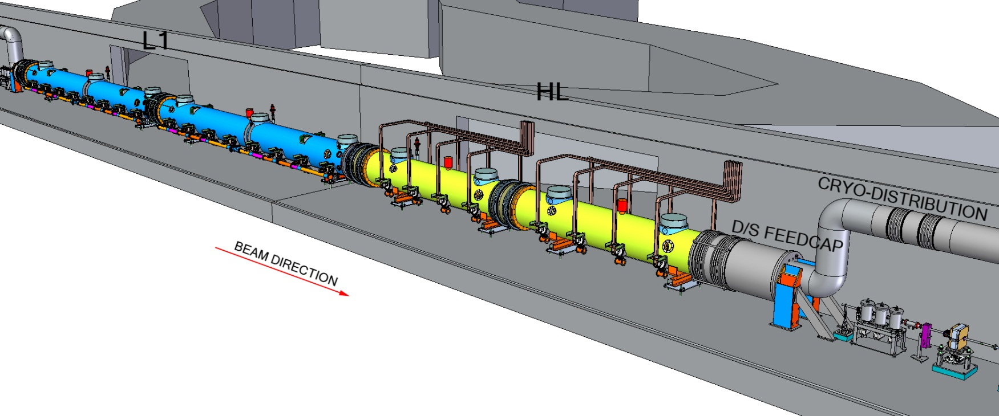 L1
HL
CRYO-DISTRIBUTION
D/S FEEDCAP
BEAM DIRECTION